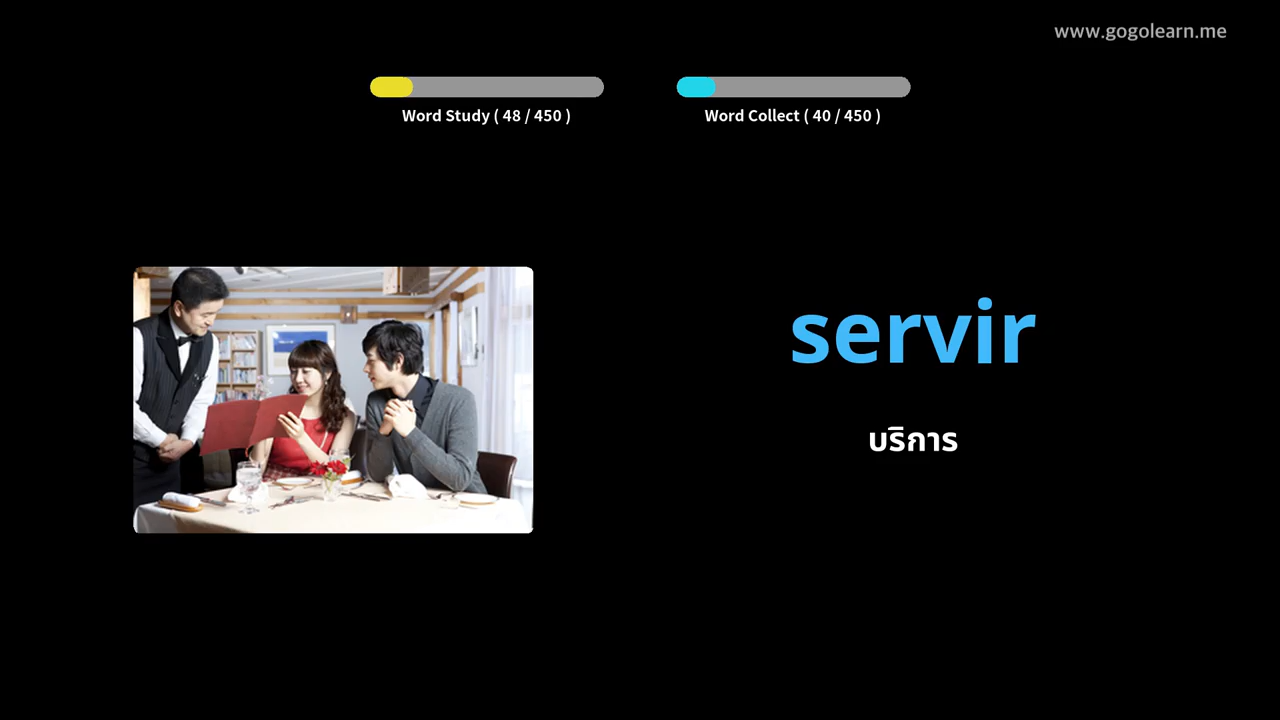 www.gogolearn.me
Word Study ( 48 / 450 )
Word Collect ( 40 / 450 )
servir
บริการ